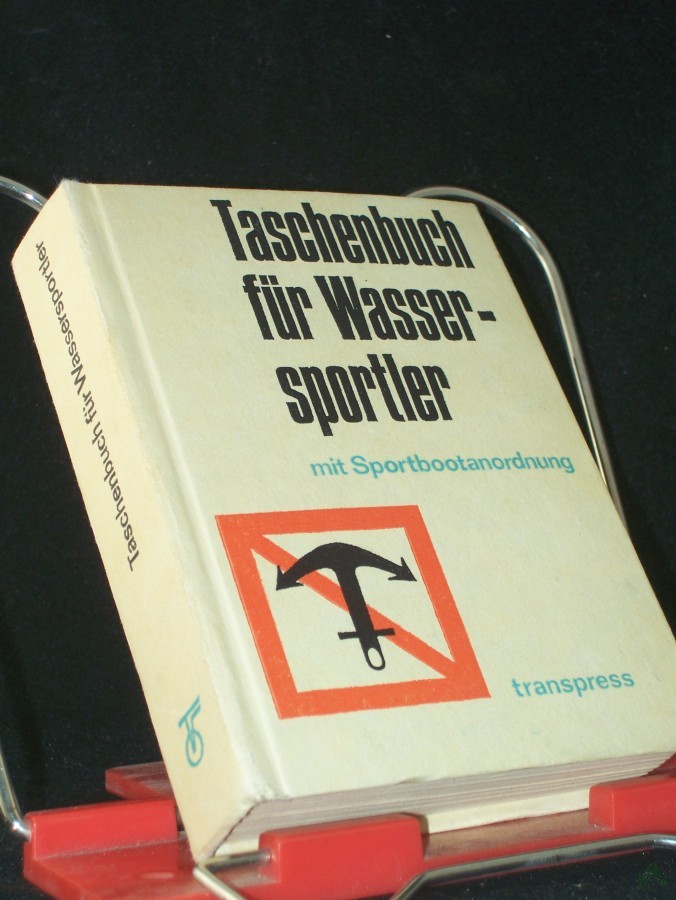 Taschenbuch
für Wasser-
sportler
mit Sportbootanordnung
transpress
Taschenbuch für Wassersportler